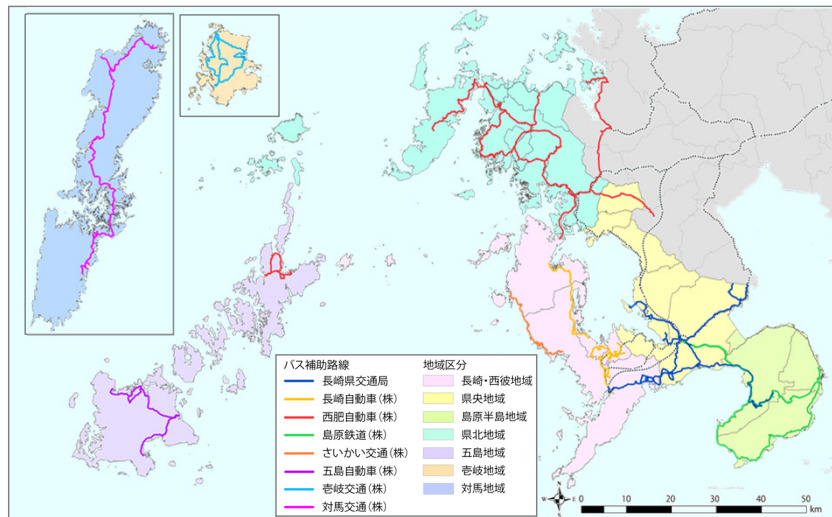 バス補助路線
長崎県交通局
長崎自動車(株)
西肥自動車(株)
島原鉄道(株)
さいかい交通(株)
五島自動車(株)
壱岐交通(株)
対馬交通(株)
地域区分
長崎・西彼地域
県央地域
島原半島地域
県北地域
五島地域
壱岐地域
対馬地域
N
W E
S
0 10 20 30 40 50
km